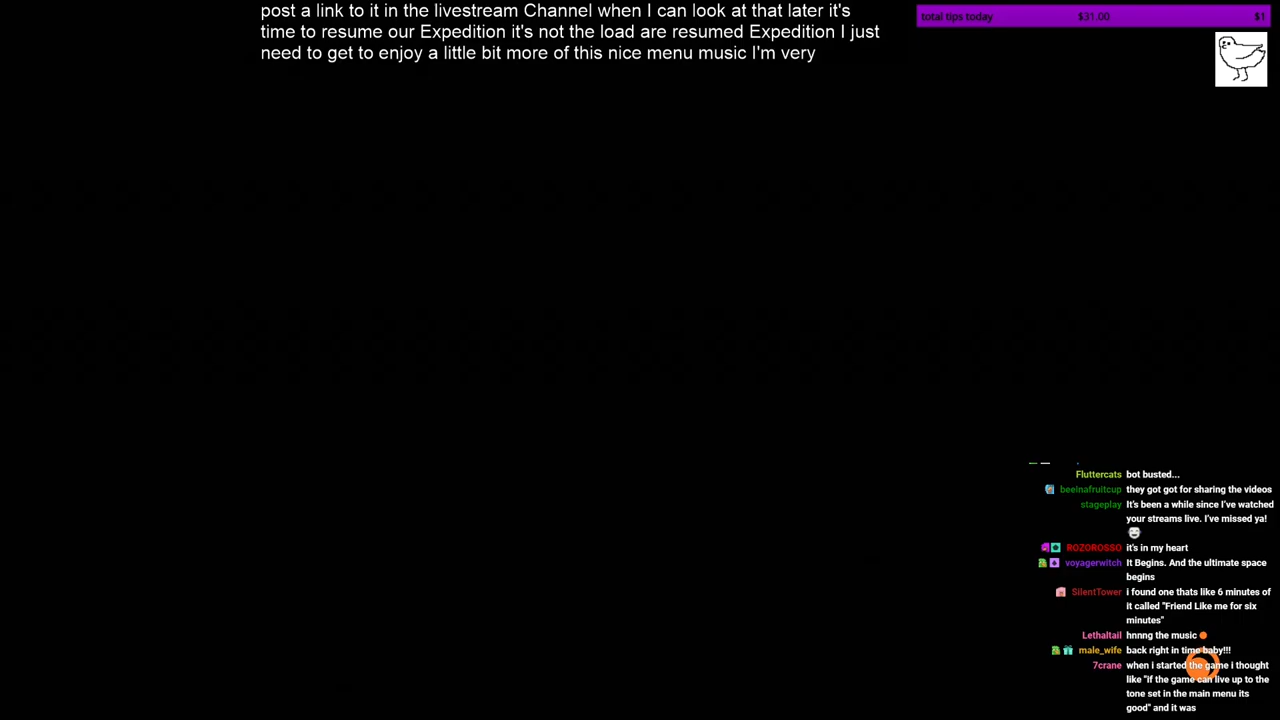 post a link to it in the livestream Channel when I can look at that later it's
time to resume our Expedition it's not the load are resumed Expedition I just
need to get to enjoy a little bit more of this nice menu music I'm very
total tips today $31.00 $1
Fluttercats bot busted...
beeinafruitcup they got got for sharing the videos
stageplay It's been a while since I've watched
your streams live. I've missed ya!
ROZOROSSO it's in my heart
voyagerwitch It Begins. And the ultimate space
begins
SilentTower i found one thats like 6 minutes of
it called "Friend Like me for six
minutes"
Lethaltail hnnng the music
male_wife back right in time baby!!!
7crane when i started the game i thought
like "if the game can live up to the
tone set in the main menu its
good" and it was